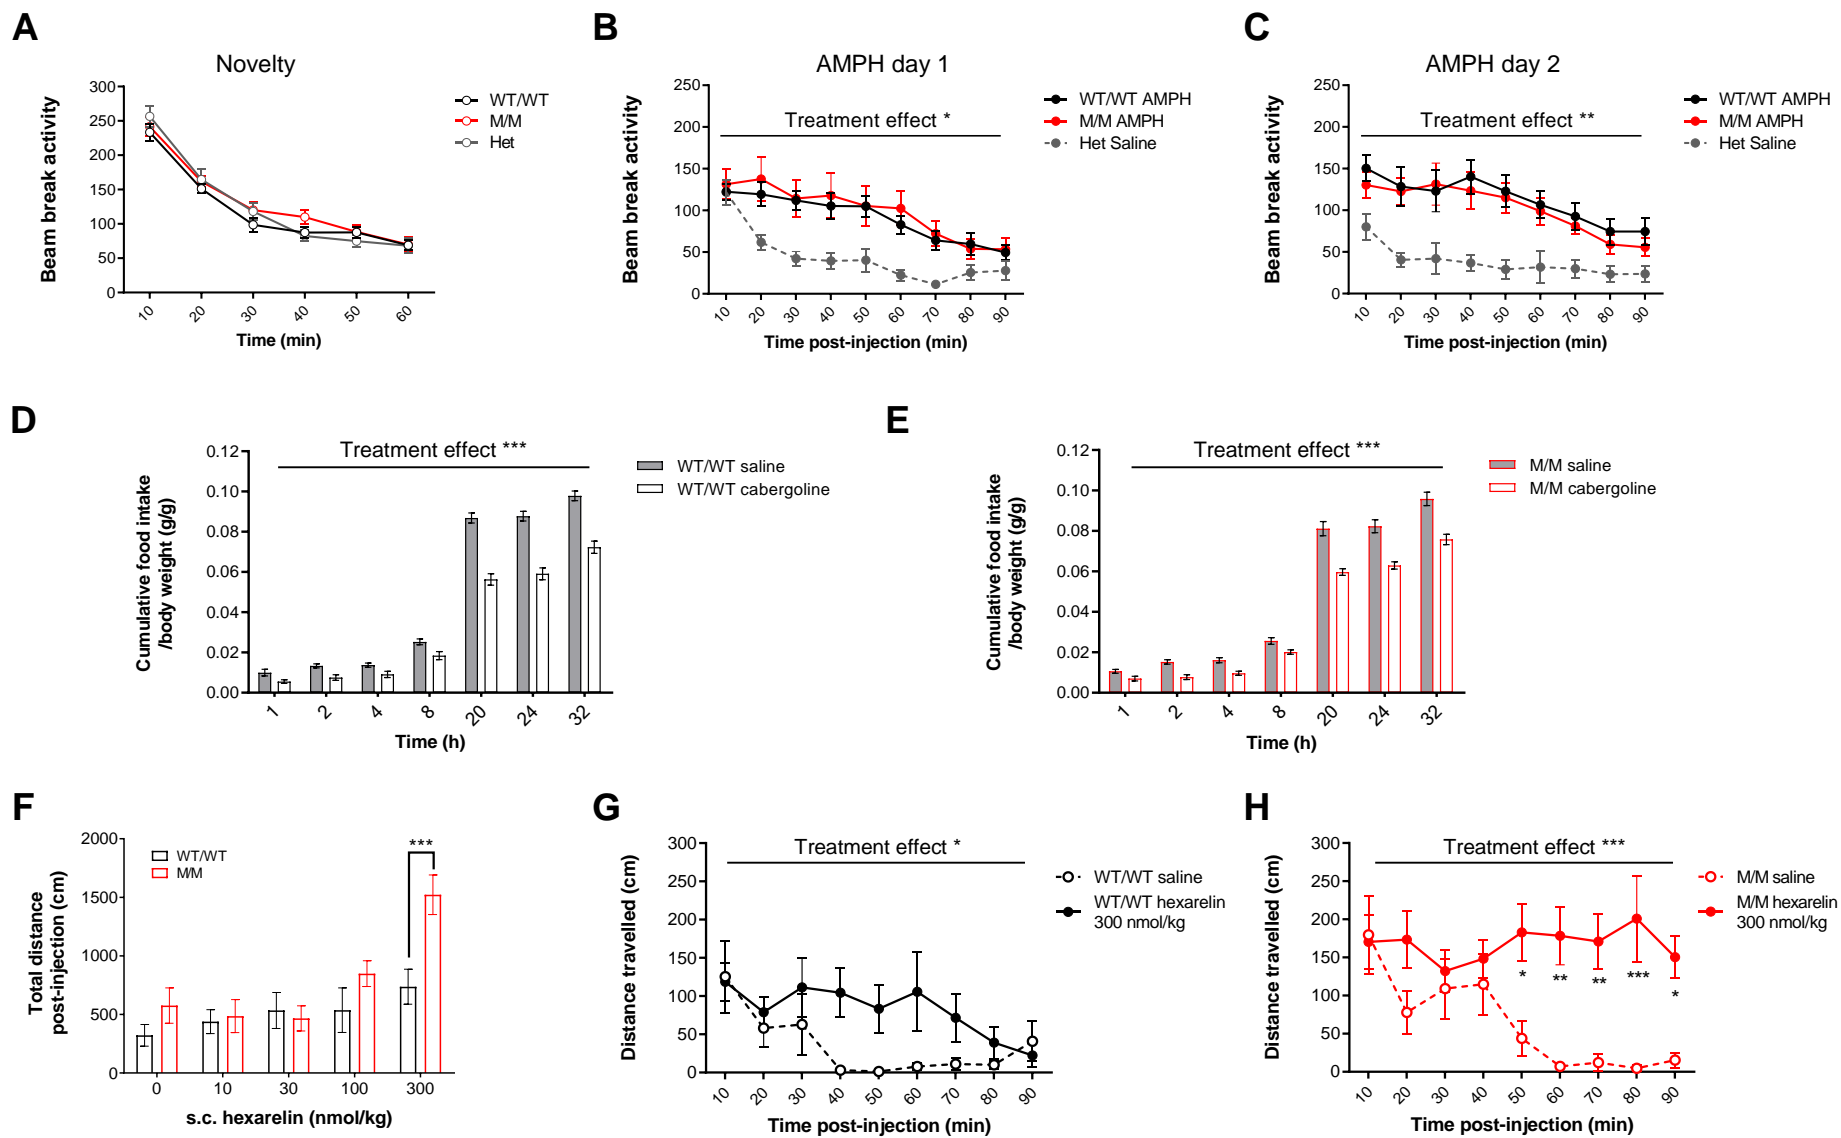 A
Novelty
Beam break activity
300
250
200
150
100
50
0
10
20
30
40
50
60
Time (min)
WT/WT
M/M
Het
B
AMPH day 1
Treatment effect *
Beam break activity
250
200
150
100
50
0
10
20
30
40
50
60
70
80
90
Time post-injection (min)
WT/WT AMPH
M/M AMPH
Het Saline
C
AMPH day 2
Treatment effect **
Beam break activity
250
200
150
100
50
0
10
20
30
40
50
60
70
80
90
Time post-injection (min)
WT/WT AMPH
M/M AMPH
Het Saline
D
Treatment effect ***
Cumulative food intake
/body weight (g/g)
0.12
0.10
0.08
0.06
0.04
0.02
0.00
1
2
4
8
20
24
32
Time (h)
WT/WT saline
WT/WT cabergoline
E
Treatment effect ***
Cumulative food intake
/body weight (g/g)
0.12
0.10
0.08
0.06
0.04
0.02
0.00
1
2
4
8
20
24
32
Time (h)
M/M saline
M/M cabergoline
F
Total distance
post-injection (cm)
2000
1500
1000
500
0
WT/WT
M/M
***
0
10
30
100
300
s.c. hexarelin (nmol/kg)
G
Treatment effect *
Distance travelled (cm)
300
250
200
150
100
50
0
10
20
30
40
50
60
70
80
90
Time post-injection (min)
WT/WT saline
WT/WT hexarelin
300 nmol/kg
H
Treatment effect ***
Distance travelled (cm)
300
250
200
150
100
50
0
*
**
**
***
*
10
20
30
40
50
60
70
80
90
Time post-injection (min)
M/M saline
M/M hexarelin
300 nmol/kg